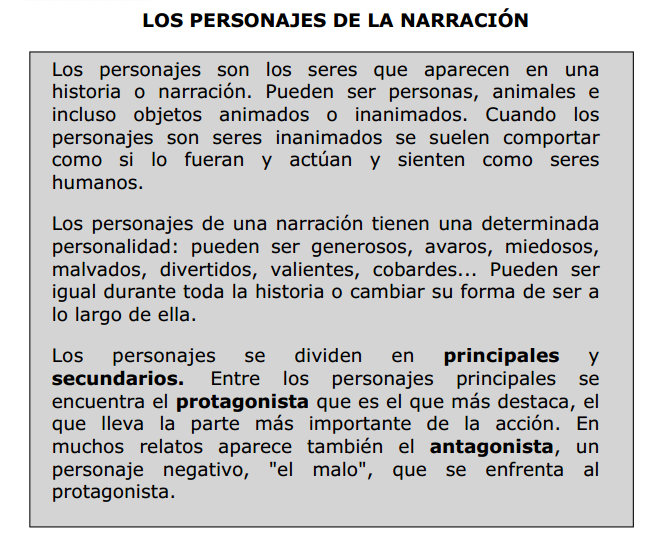 LOS PERSONAJES DE LA NARRACIÓN
Los personajes son los seres que aparecen en una
historia o narración. Pueden ser personas, animales e
incluso objetos animados o inanimados. Cuando los
personajes son seres inanimados se suelen comportar
como si lo fueran y actúan y sienten como seres
humanos.
Los personajes de una narración tienen una determinada
personalidad: pueden ser generosos, avaros, miedosos,
malvados, divertidos, valientes, cobardes... Pueden ser
igual durante toda la historia o cambiar su forma de ser a
lo largo de ella.
Los personajes se dividen en principales y
secundarios. Entre los personajes principales se
encuentra el protagonista que es el que más destaca, el
que lleva la parte más importante de la acción. En
muchos relatos aparece también el antagonista, un
personaje negativo, "el malo", que se enfrenta al
protagonista.